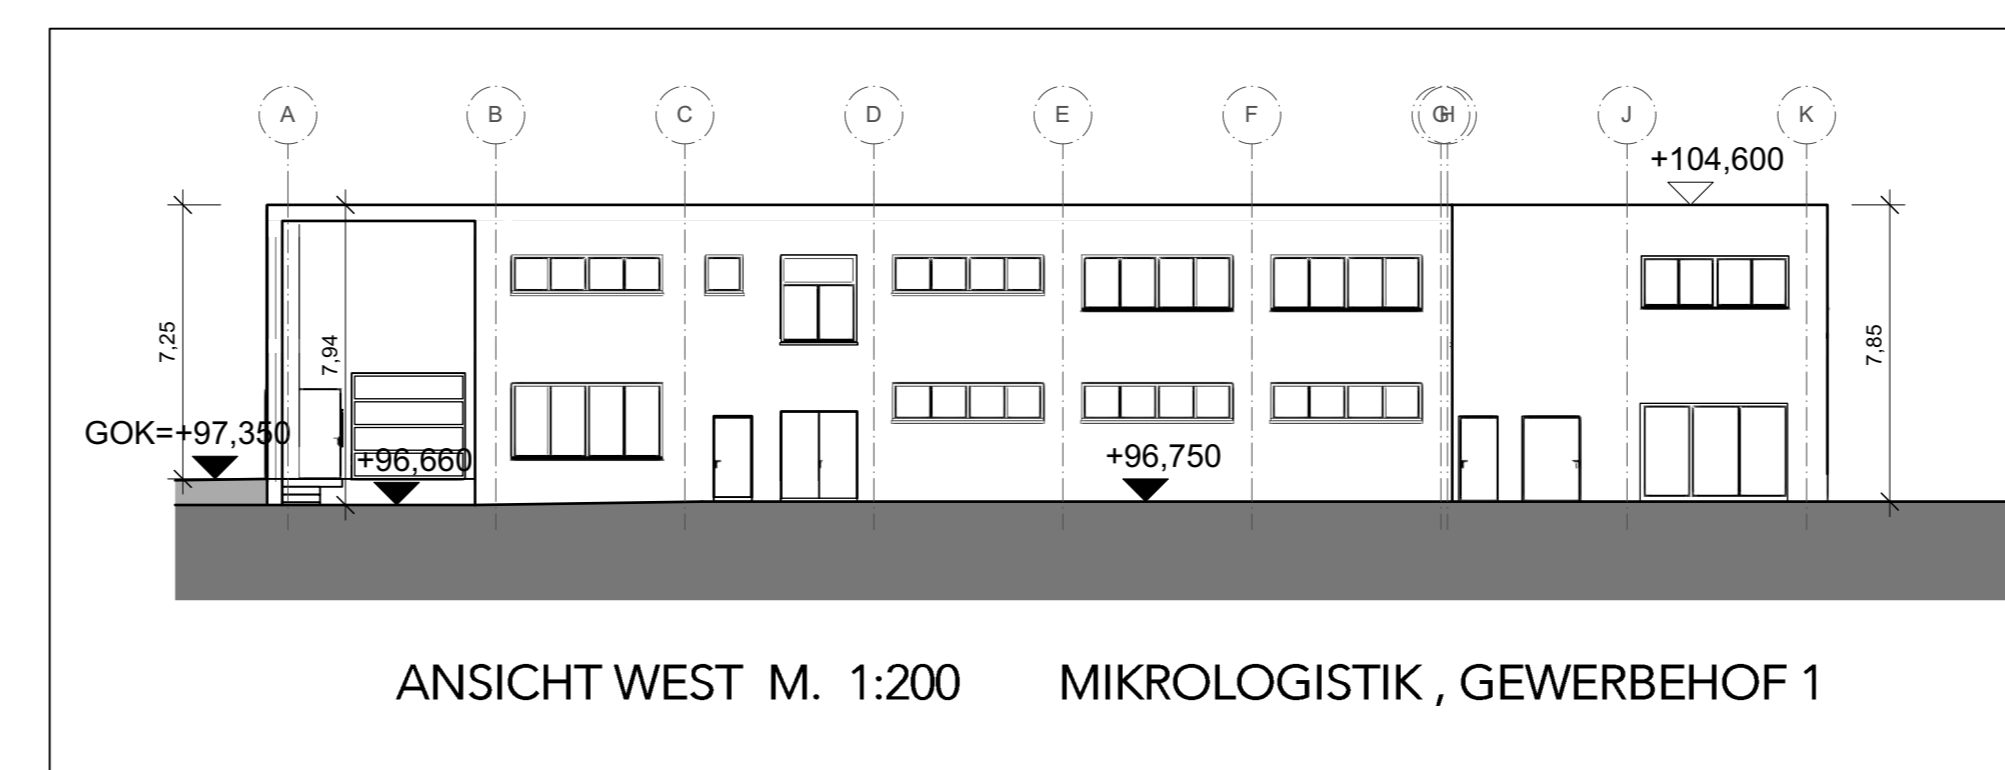 A B C D E F G H J K
+104,600
7,25
7,94
7,85
GOK=+97,350
+96,660
+96,750
ANSICHT WEST M. 1:200 MIKROLOGISTIK , GEWERBEHOF 1